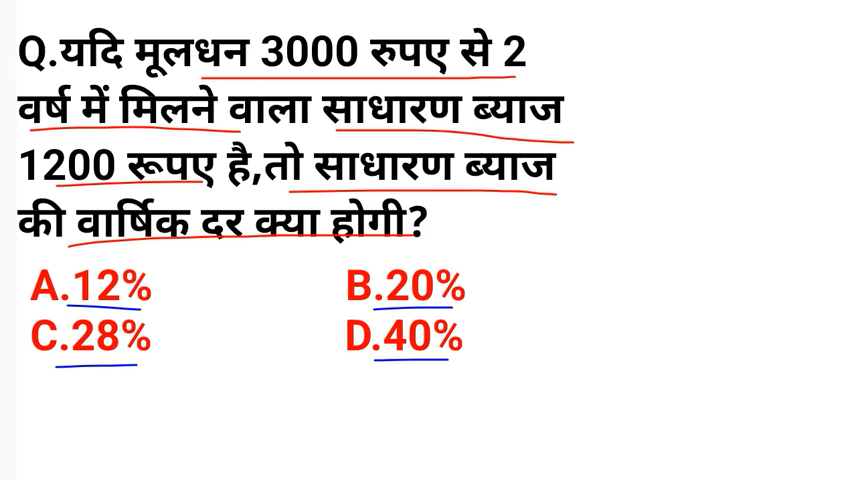 Q.यदि मूलधन 3000 रुपए से 2
वर्ष में मिलने वाला साधारण ब्याज
1200 रूपए है,तो साधारण ब्याज
की वार्षिक दर क्या होगी?
A.12% B.20%
C.28% D.40%